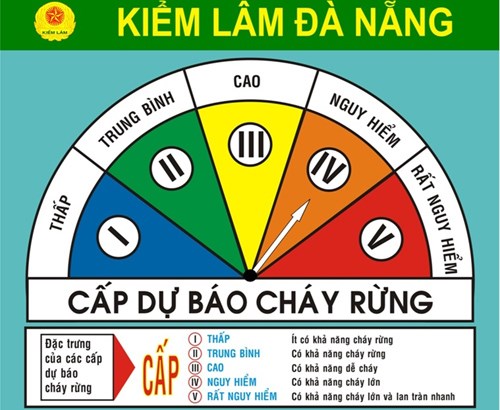 KIỂM LÂM ĐÀ NẴNG
KIỂM LÂM
THẤP
TRUNG BÌNH
CAO
NGUY HIỂM
RẤT NGUY HIỂM
I
II
III
IV
V
CẤP DỰ BÁO CHÁY RỪNG
Đặc trưng
của các cấp
dự báo
cháy rừng
CẤP
I THẤP Ít có khả năng cháy rừng
II TRUNG BÌNH Có khả năng cháy rừng
III CAO Có khả năng dễ cháy
IV NGUY HIỂM Có khả năng cháy lớn
V RẤT NGUY HIỂM Có khả năng cháy lớn và lan tràn nhanh